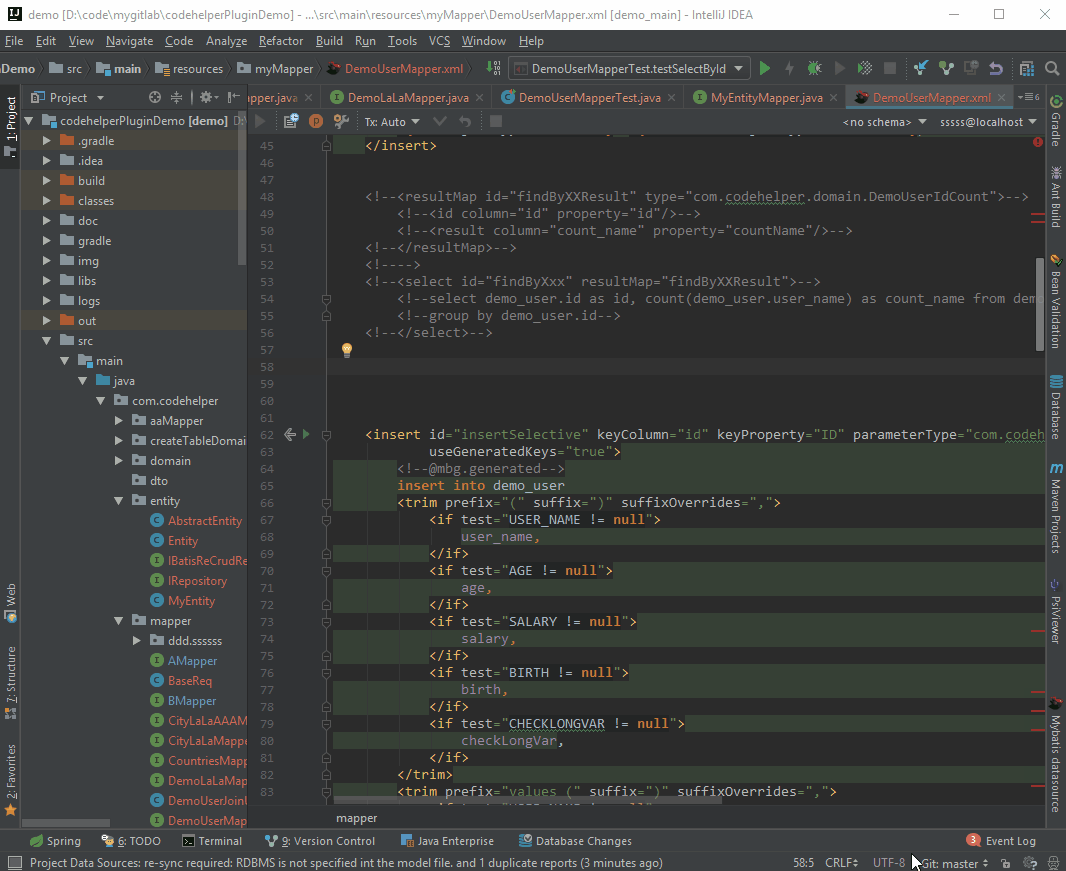 demo [D:\code\mygitlab\codehelperPluginDemo] - ...\src\main\resources\myMapper\DemoUserMapper.xml [demo_main] - IntelliJ IDEA
File Edit View Navigate Code Analyze Refactor Build Run Tools VCS Window Help
Demo src main resources myMapper DemoUserMapper.xml DemoUserMapperTest.testSelectById
Project
pper.java DemoLaLaMapper.java DemoUserMapperTest.java MyEntityMapper.java DemoUserMapper.xml 6
Tx: Auto <no schema> sssss@localhost
1: Project
Web
7: Structure
2: Favorites
codehelperPluginDemo [demo] D:\
.gradle
.idea
build
classes
doc
gradle
img
libs
logs
out
src
main
java
com.codehelper
aaMapper
createTableDomai
domain
dto
entity
AbstractEntity
Entity
IBatisReCrudRe
IRepository
MyEntity
mapper
ddd.ssssss
AMapper
BaseReq
BMapper
CityLaLaAAAM
CityLaLaMappe
CountriesMapp
DemoLaLaMap
DemoUserJoinI
DemoUserMap
45 </insert>
46
47
48 <!--<resultMap id="findByXXResult" type="com.codehelper.domain.DemoUserIdCount">-->
49 <!--<id column="id" property="id"/>-->
50 <!--<result column="count_name" property="countName"/>-->
51 <!--</resultMap>-->
52 <!---->
53 <!--<select id="findByXxx" resultMap="findByXXResult">-->
54 <!--select demo_user.id as id, count(demo_user.user_name) as count_name from demo
55 <!--group by demo_user.id-->
56 <!--</select>-->
57
58
59
60
61
62 <insert id="insertSelective" keyColumn="id" keyProperty="ID" parameterType="com.codeh
63 useGeneratedKeys="true">
64 <!--@mbg.generated-->
65 insert into demo_user
66 <trim prefix="(" suffix=")" suffixOverrides=",">
67 <if test="USER_NAME != null">
68 user_name,
69 </if>
70 <if test="AGE != null">
71 age,
72 </if>
73 <if test="SALARY != null">
74 salary,
75 </if>
76 <if test="BIRTH != null">
77 birth,
78 </if>
79 <if test="CHECKLONGVAR != null">
80 checkLongVar,
81 </if>
82 </trim>
83 <trim prefix="values (" suffix=")" suffixOverrides=",">
mapper
Gradle
Ant Build
Bean Validation
Database
m Maven Projects
PsiViewer
Mybatis datasource
Spring 6: TODO Terminal 9: Version Control Java Enterprise Database Changes 3 Event Log
Project Data Sources: re-sync required: RDBMS is not specified int the model file. and 1 duplicate reports (3 minutes ago) 58:5 CRLF UTF-8 Git: master